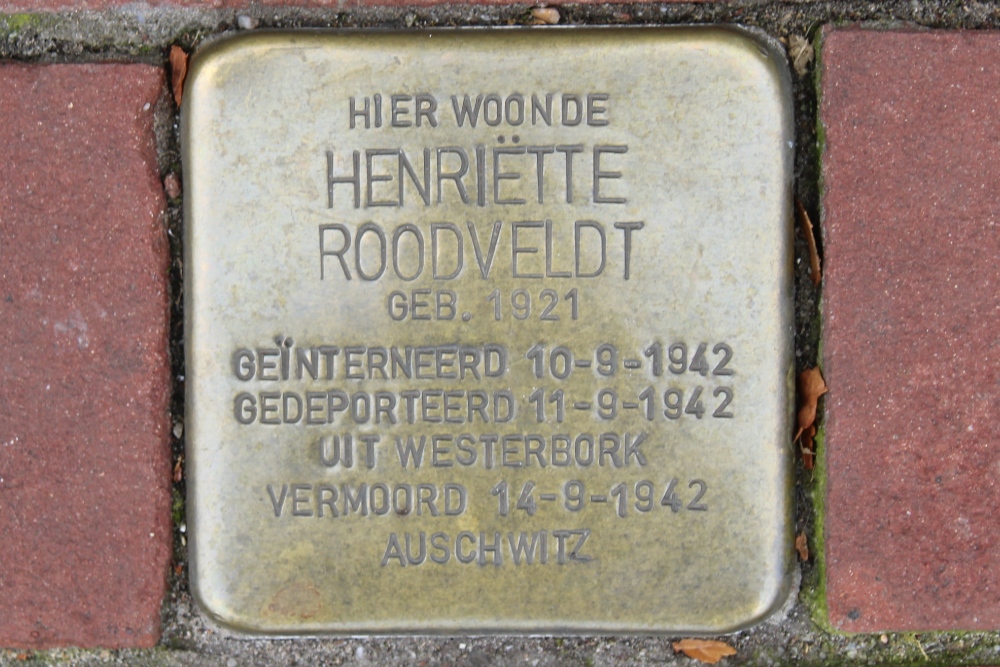 HIER WOONDE
HENRIËTTE
ROODVELDT
GEB. 1921
GEÏNTERNEERD 10-9-1942
GEDEPORTEERD 11-9-1942
UIT WESTERBORK
VERMOORD 14-9-1942
AUSCHWITZ